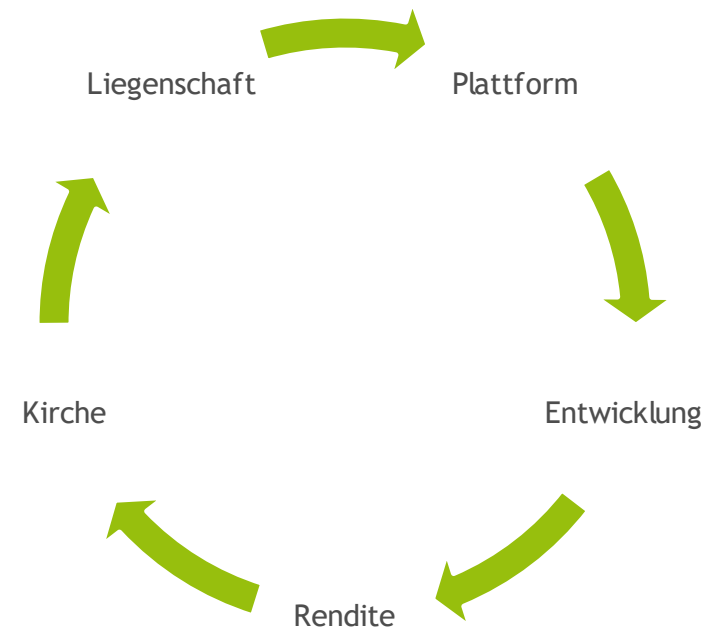 Liegenschaft
Plattform
Kirche
Entwicklung
Rendite